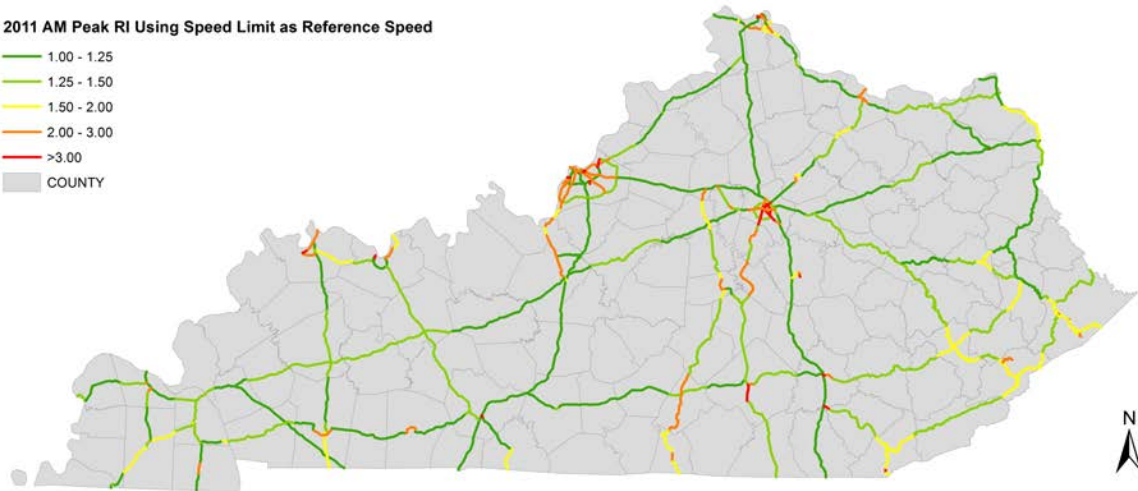 2011 AM Peak RI Using Speed Limit as Reference Speed
1.00 - 1.25
1.25 - 1.50
1.50 - 2.00
2.00 - 3.00
>3.00
COUNTY
N